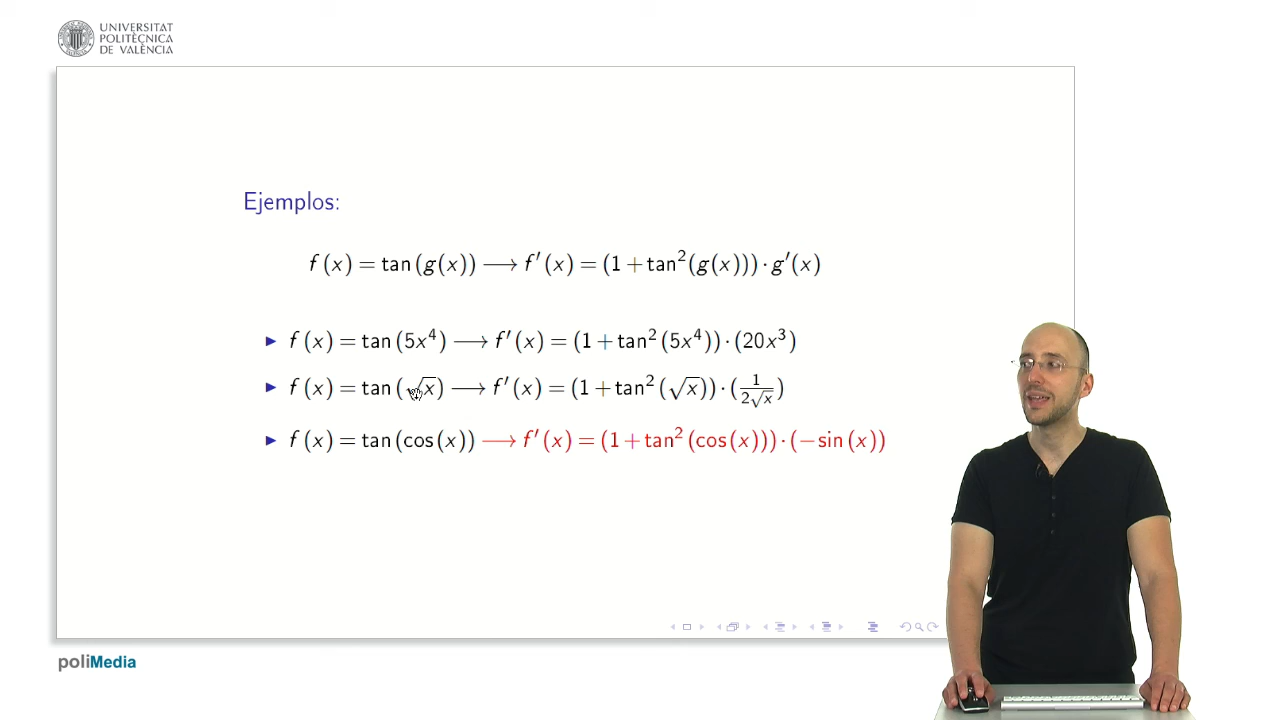 UNIVERSITAT
POLITÈCNICA
DE VALÈNCIA
Ejemplos:
f(x) = tan(g(x)) ⟶ f′(x) = (1 + tan²(g(x))) · g′(x)
▶ f(x) = tan(5x⁴) ⟶ f′(x) = (1 + tan²(5x⁴)) · (20x³)
▶ f(x) = tan(√x) ⟶ f′(x) = (1 + tan²(√x)) · (1/(2√x))
▶ f(x) = tan(cos(x)) ⟶ f′(x) = (1 + tan²(cos(x))) · (−sin(x))
poliMedia